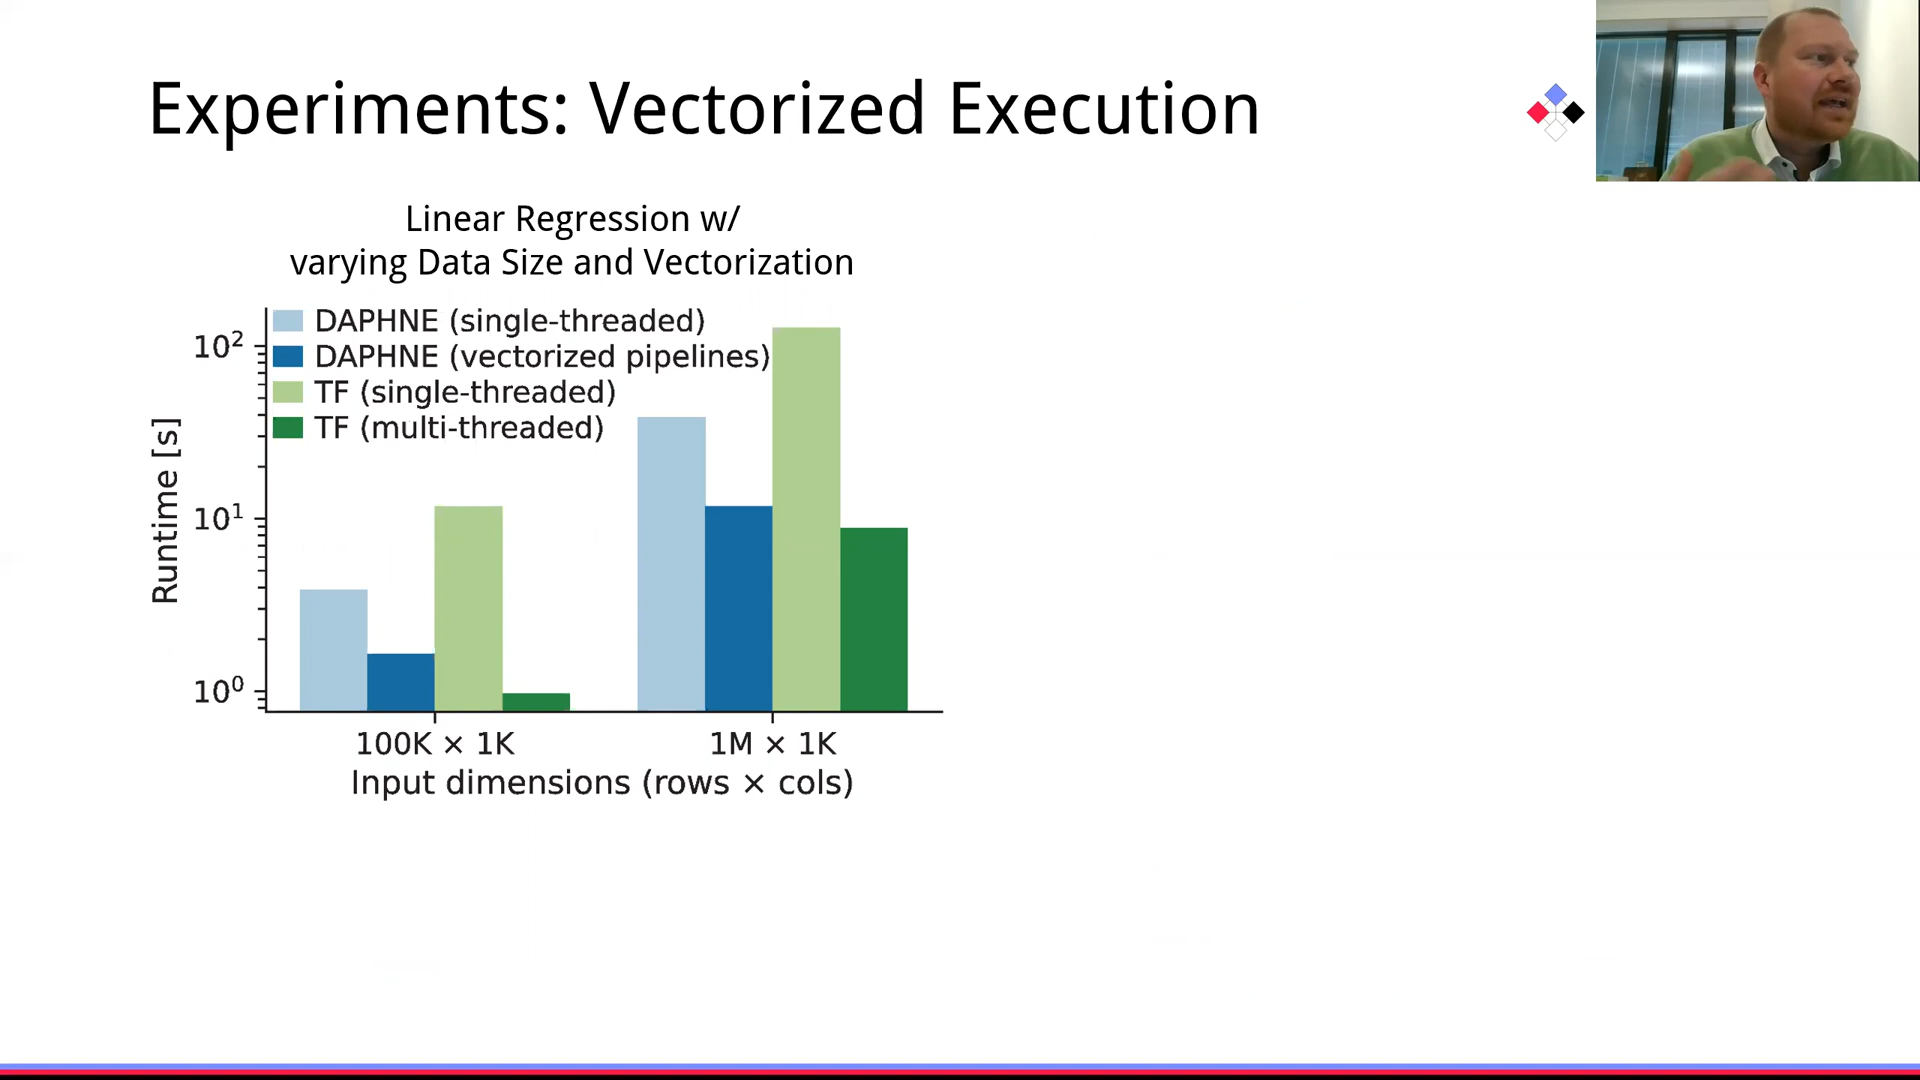 Experiments: Vectorized Execution
Linear Regression w/
varying Data Size and Vectorization
DAPHNE (single-threaded)
DAPHNE (vectorized pipelines)
TF (single-threaded)
TF (multi-threaded)
Runtime [s]
10²
10¹
10⁰
100K × 1K
1M × 1K
Input dimensions (rows × cols)